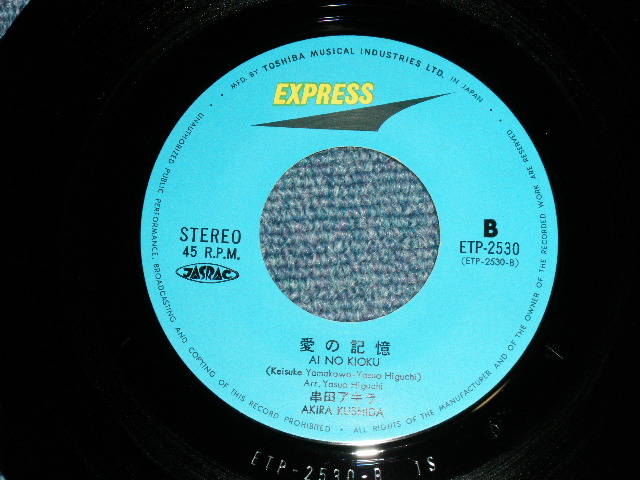 MFD. BY TOSHIBA MUSICAL INDUSTRIES LTD. IN JAPAN
EXPRESS
STEREO
45 R.P.M.
JASRAC
B
ETP-2530
(ETP-2530-B)
愛の記憶
AI NO KIOKU
(Keisuke Yamakawa-Yasuo Higuchi)
Arr. Yasuo Higuchi
串田アキラ
AKIRA KUSHIDA
UNAUTHORIZED PUBLIC PERFORMANCE, BROADCASTING AND COPYING OF THIS RECORD PROHIBITED • ALL RIGHTS OF THE MANUFACTURER AND OF THE OWNER OF THE RECORDED WORK ARE RESERVED
ETP-2530-B 1S